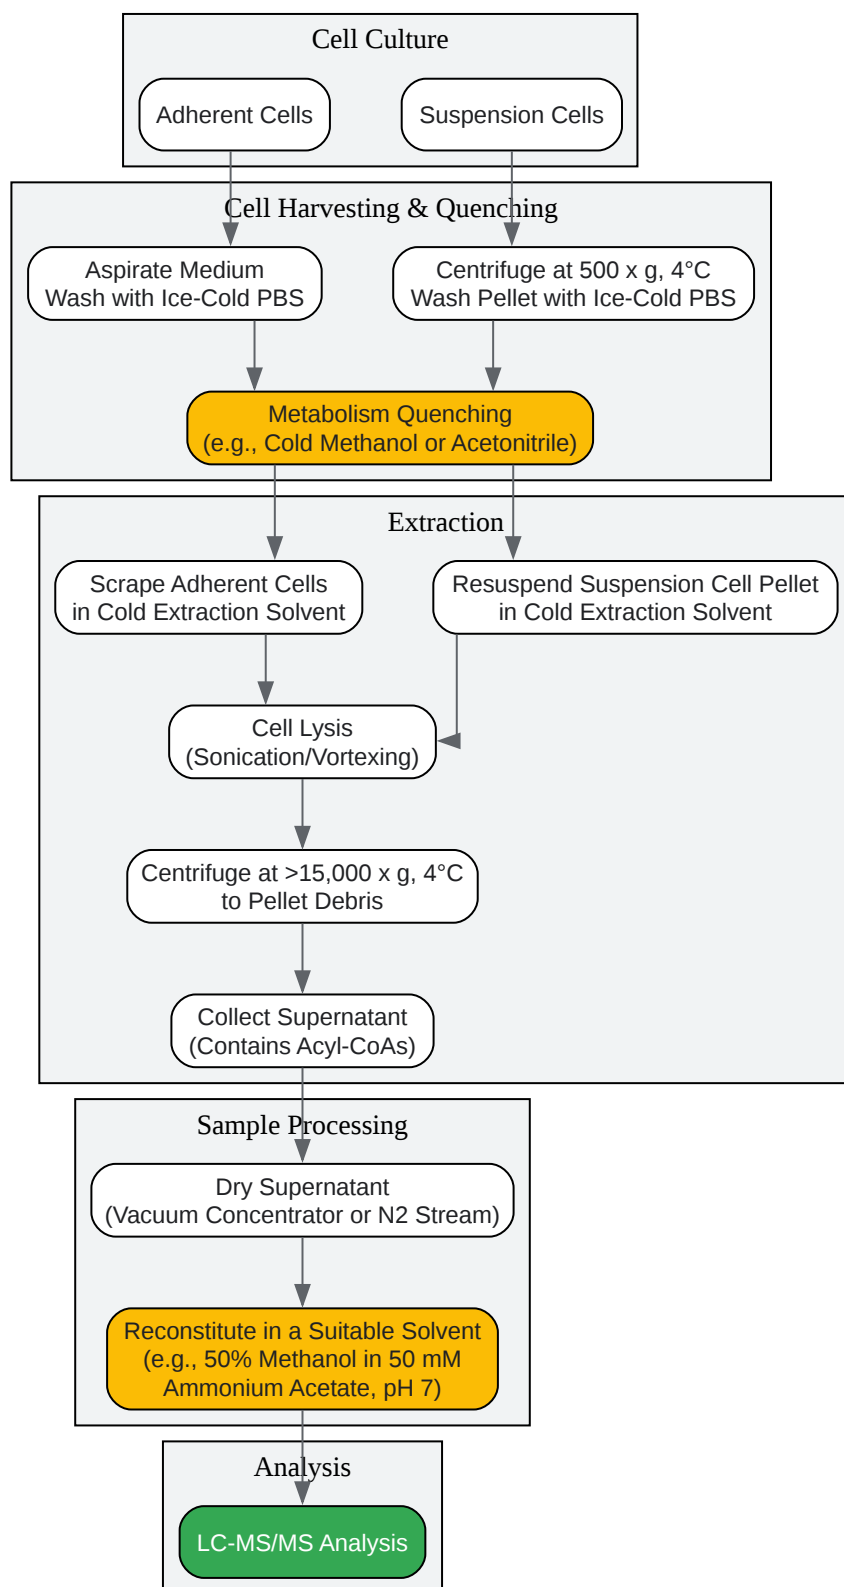 Cell Culture
Adherent Cells
Suspension Cells
Cell Harvesting & Quenching
Aspirate Medium
Wash with Ice-Cold PBS
Centrifuge at 500 x g, 4°C
Wash Pellet with Ice-Cold PBS
Metabolism Quenching
(e.g., Cold Methanol or Acetonitrile)
Extraction
Scrape Adherent Cells
in Cold Extraction Solvent
Resuspend Suspension Cell Pellet
in Cold Extraction Solvent
Cell Lysis
(Sonication/Vortexing)
Centrifuge at >15,000 x g, 4°C
to Pellet Debris
Collect Supernatant
(Contains Acyl-CoAs)
Sample Processing
Dry Supernatant
(Vacuum Concentrator or N2 Stream)
Reconstitute in a Suitable Solvent
(e.g., 50% Methanol in 50 mM
Ammonium Acetate, pH 7)
Analysis
LC-MS/MS Analysis